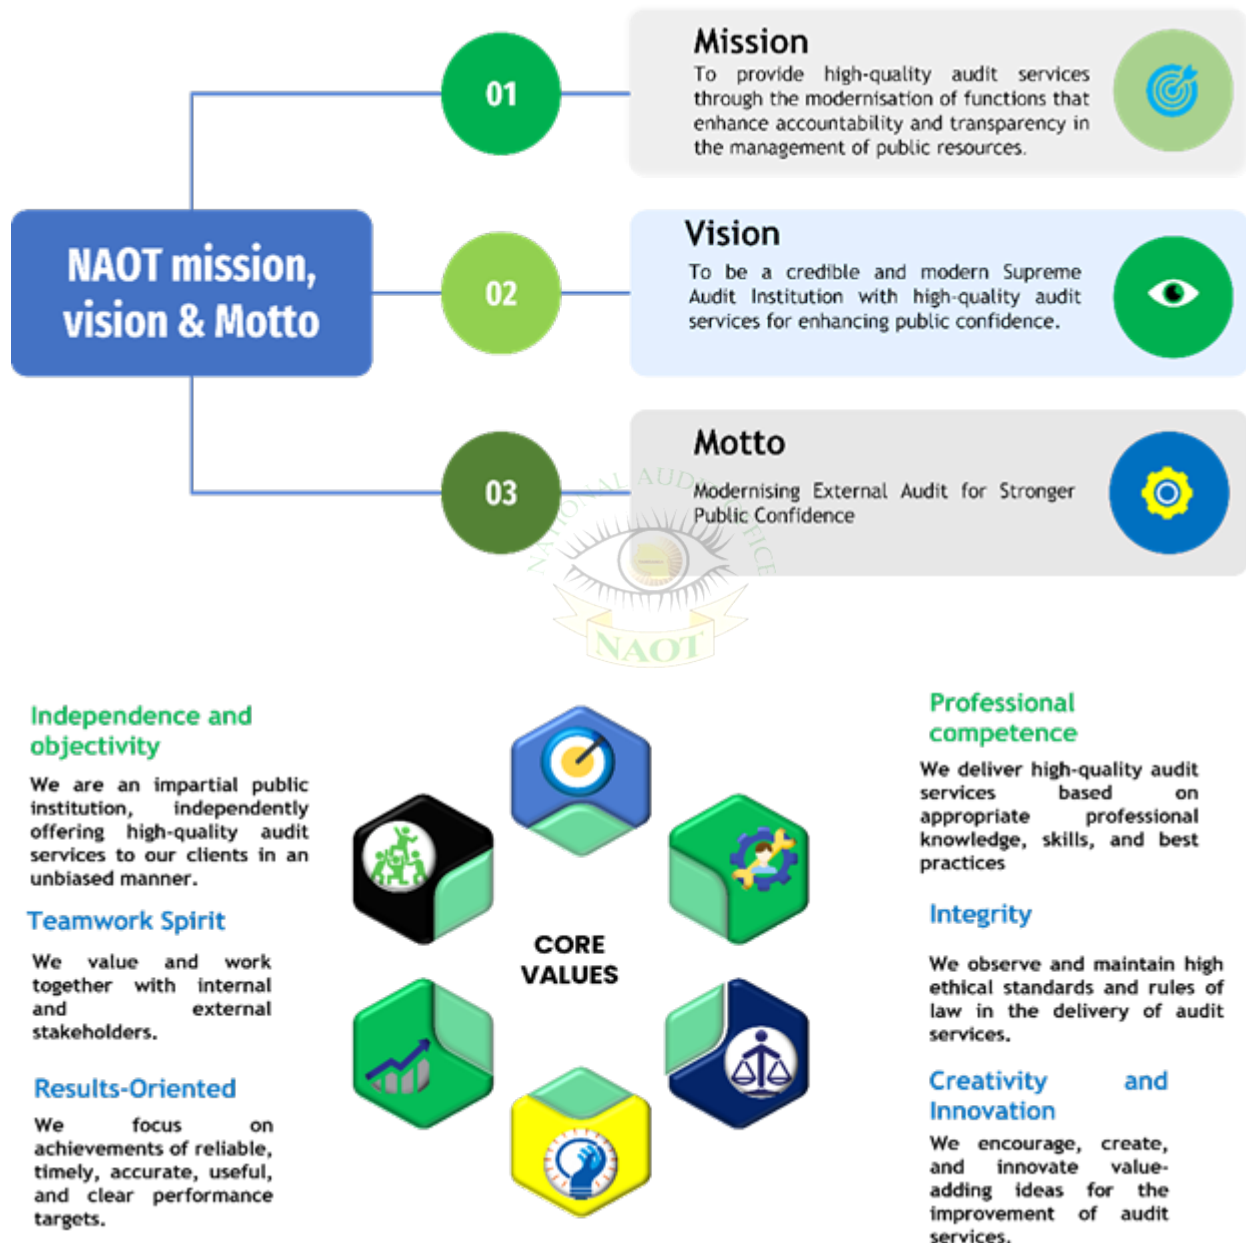 NAOT mission,
vision & Motto
01
Mission
To provide high-quality audit services
through the modernisation of functions that
enhance accountability and transparency in
the management of public resources.
02
Vision
To be a credible and modern Supreme
Audit Institution with high-quality audit
services for enhancing public confidence.
03
Motto
Modernising External Audit for Stronger
Public Confidence
NATIONAL AUDIT OFFICE
NAOT
Independence and
objectivity
We are an impartial public
institution, independently
offering high-quality audit
services to our clients in an
unbiased manner.
Teamwork Spirit
We value and work
together with internal
and external
stakeholders.
Results-Oriented
We focus on
achievements of reliable,
timely, accurate, useful,
and clear performance
targets.
CORE
VALUES
Professional
competence
We deliver high-quality audit
services based on
appropriate professional
knowledge, skills, and best
practices
Integrity
We observe and maintain high
ethical standards and rules of
law in the delivery of audit
services.
Creativity and
Innovation
We encourage, create,
and innovate value-
adding ideas for the
improvement of audit
services.